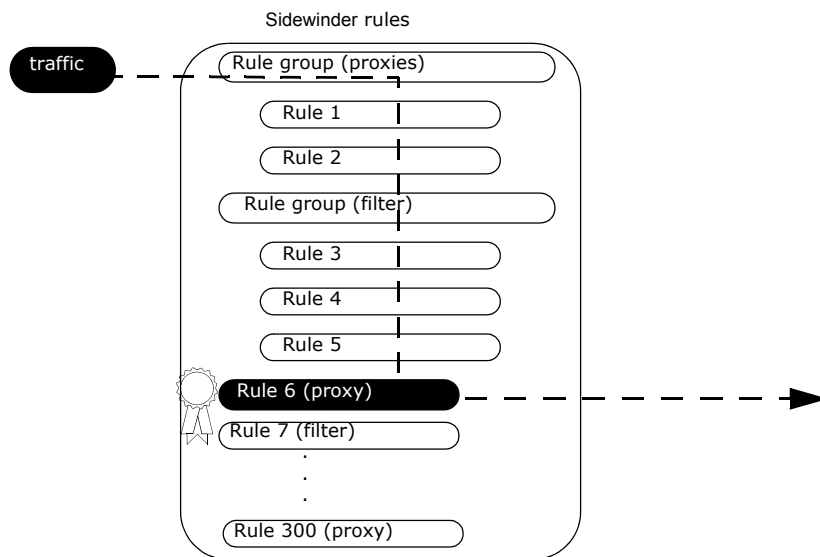 Sidewinder rules
traffic
Rule group (proxies)
Rule 1
Rule 2
Rule group (filter)
Rule 3
Rule 4
Rule 5
Rule 6 (proxy)
Rule 7 (filter)
.
.
.
Rule 300 (proxy)